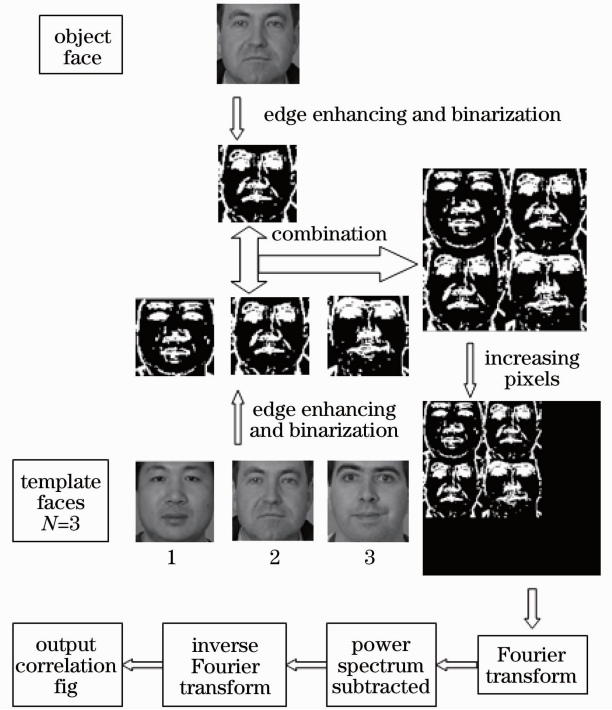 object
face
edge enhancing and binarization
combination
increasing
pixels
edge enhancing
and binarization
template
faces
N=3
1
2
3
output
correlation
fig
inverse
Fourier
transform
power
spectrum
subtracted
Fourier
transform